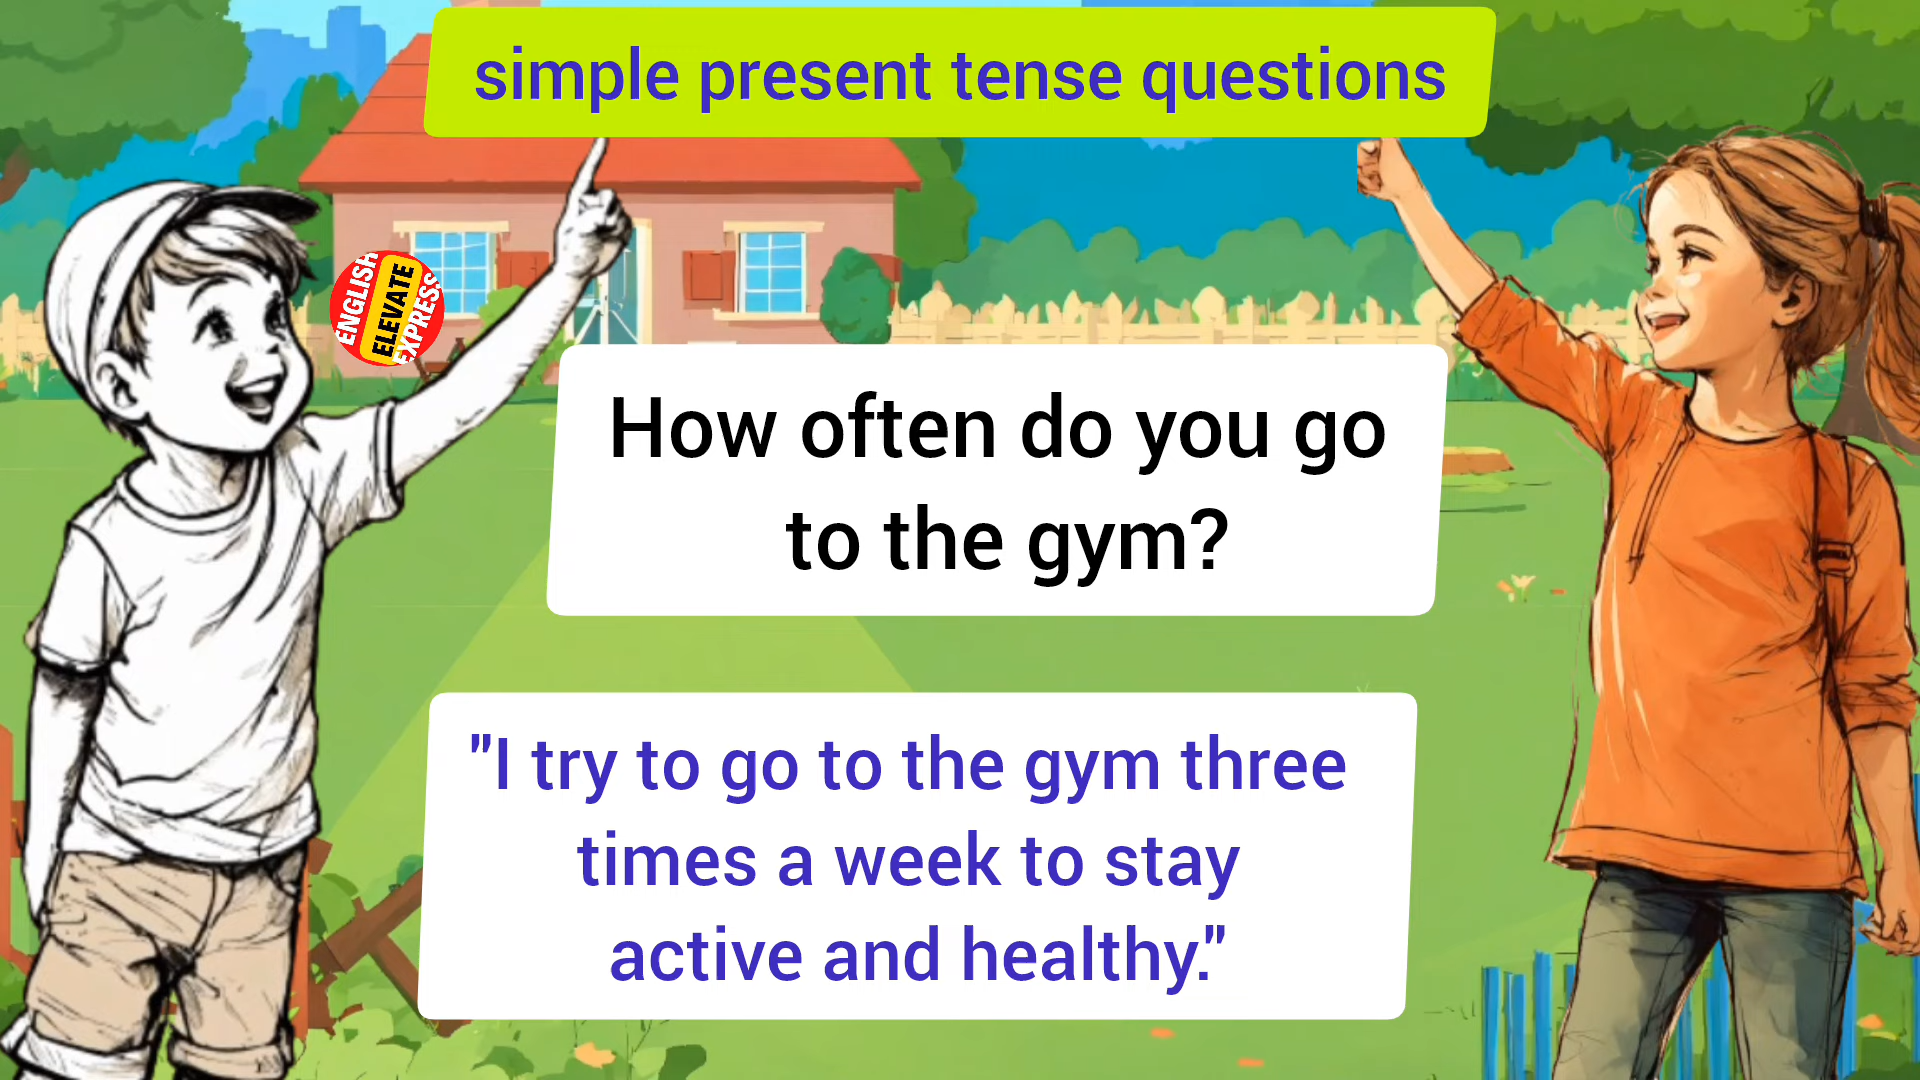 simple present tense questions
ENGLISH
ELEVATE
EXPRESS
How often do you go
to the gym?
"I try to go to the gym three
times a week to stay
active and healthy."